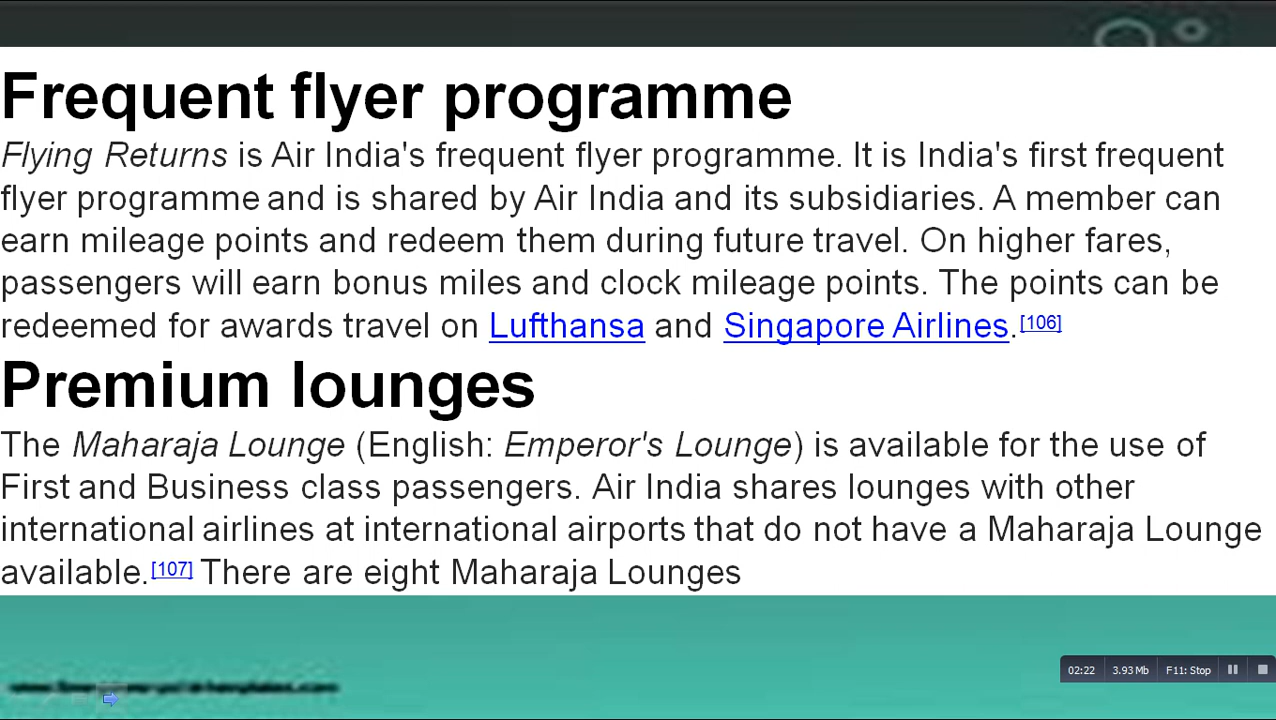 Frequent flyer programme
Flying Returns is Air India's frequent flyer programme. It is India's first frequent
flyer programme and is shared by Air India and its subsidiaries. A member can
earn mileage points and redeem them during future travel. On higher fares,
passengers will earn bonus miles and clock mileage points. The points can be
redeemed for awards travel on Lufthansa and Singapore Airlines.[106]
Premium lounges
The Maharaja Lounge (English: Emperor's Lounge) is available for the use of
First and Business class passengers. Air India shares lounges with other
international airlines at international airports that do not have a Maharaja Lounge
available.[107] There are eight Maharaja Lounges
02:22 3.93 Mb F11: Stop